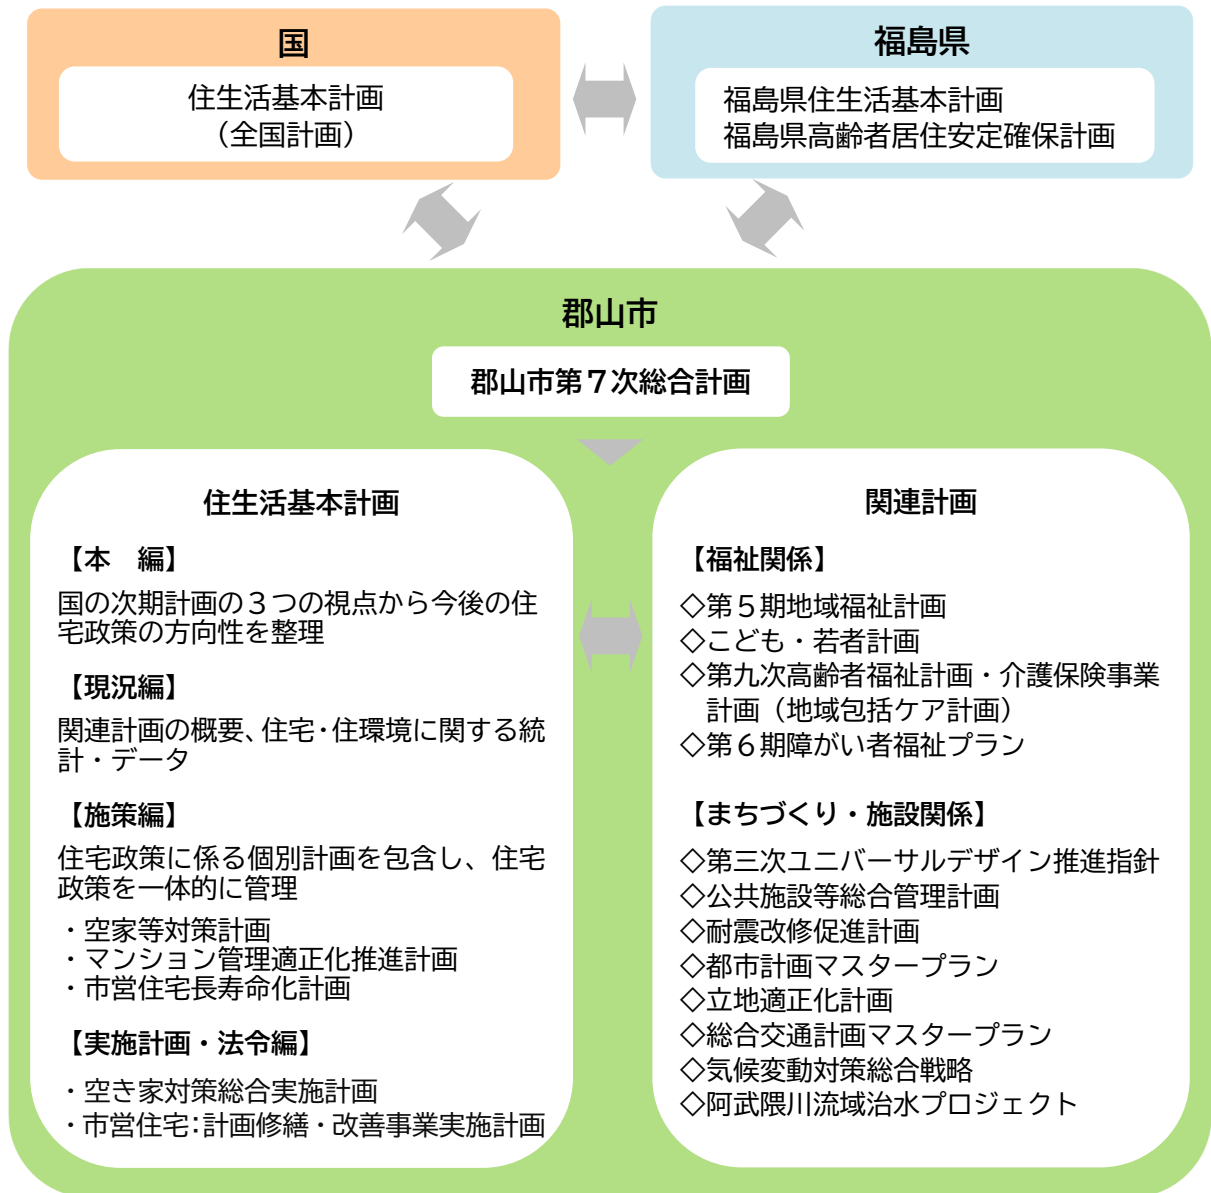 国
住生活基本計画
（全国計画）
福島県
福島県住生活基本計画
福島県高齢者居住安定確保計画
郡山市
郡山市第７次総合計画
住生活基本計画
【本　編】
国の次期計画の３つの視点から今後の住
宅政策の方向性を整理
【現況編】
関連計画の概要、住宅・住環境に関する統
計・データ
【施策編】
住宅政策に係る個別計画を包含し、住宅
政策を一体的に管理
・空家等対策計画
・マンション管理適正化推進計画
・市営住宅長寿命化計画
【実施計画・法令編】
・空き家対策総合実施計画
・市営住宅：計画修繕・改善事業実施計画
関連計画
【福祉関係】
◇第５期地域福祉計画
◇こども・若者計画
◇第九次高齢者福祉計画・介護保険事業
計画（地域包括ケア計画）
◇第６期障がい者福祉プラン
【まちづくり・施設関係】
◇第三次ユニバーサルデザイン推進指針
◇公共施設等総合管理計画
◇耐震改修促進計画
◇都市計画マスタープラン
◇立地適正化計画
◇総合交通計画マスタープラン
◇気候変動対策総合戦略
◇阿武隈川流域治水プロジェクト